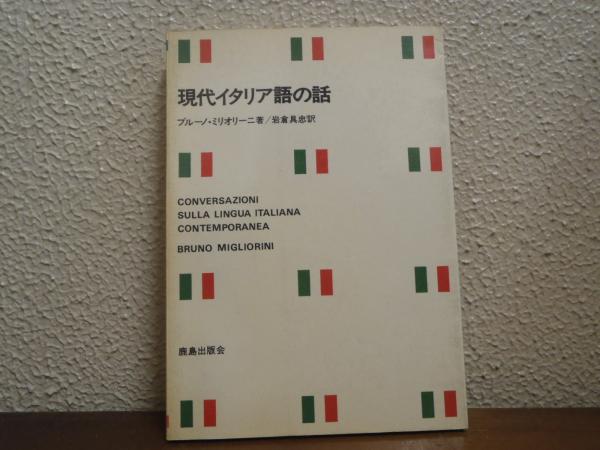 現代イタリア語の話
ブルーノ・ミリオリーニ著/岩倉具忠訳
CONVERSAZIONI
SULLA LINGUA ITALIANA
CONTEMPORANEA
BRUNO MIGLIORINI
鹿島出版会